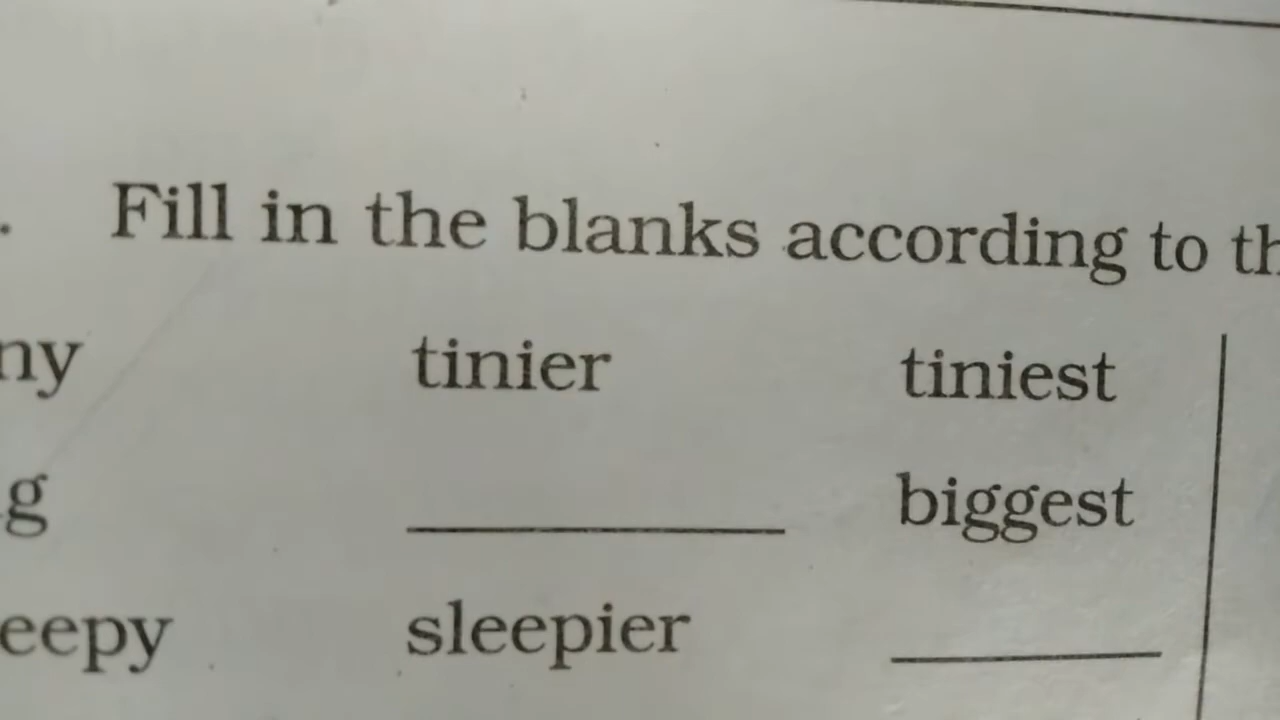 . Fill in the blanks according to th
ny tinier tiniest
g biggest
eepy sleepier